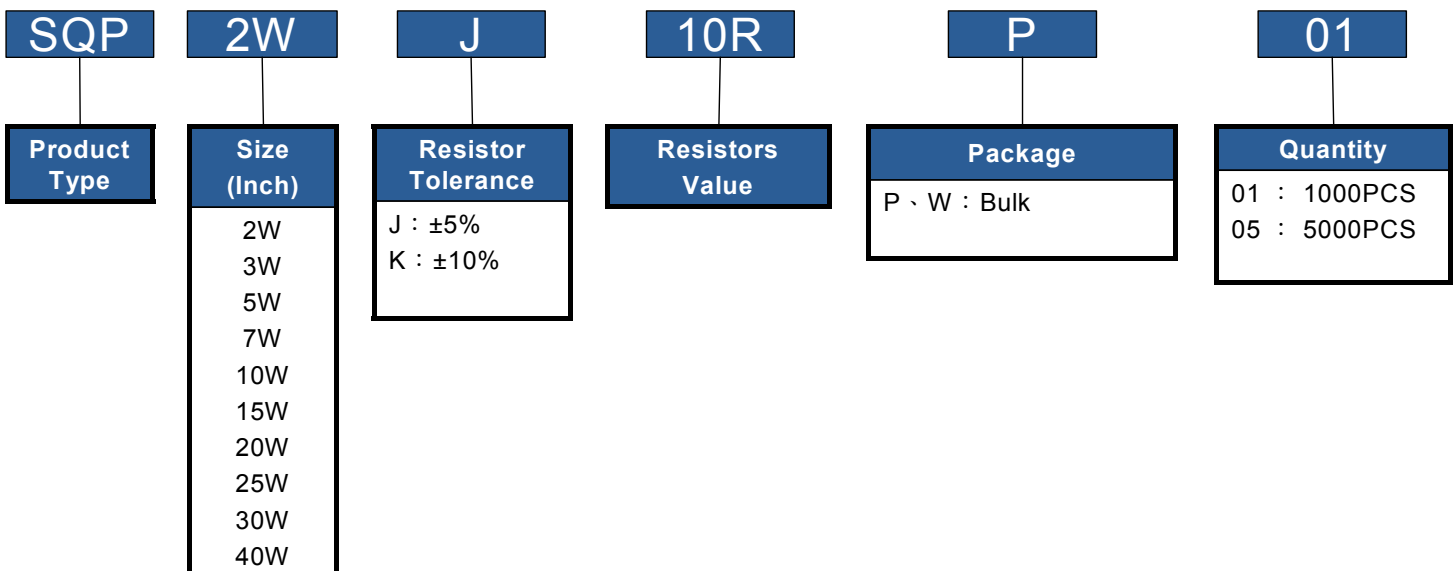 SQP 2W J 10R P 01
Product
Type
Size
(Inch)
2W
3W
5W
7W
10W
15W
20W
25W
30W
40W
Resistor
Tolerance
J：±5%
K：±10%
Resistors
Value
Package
P、W：Bulk
Quantity
01 ： 1000PCS
05 ： 5000PCS